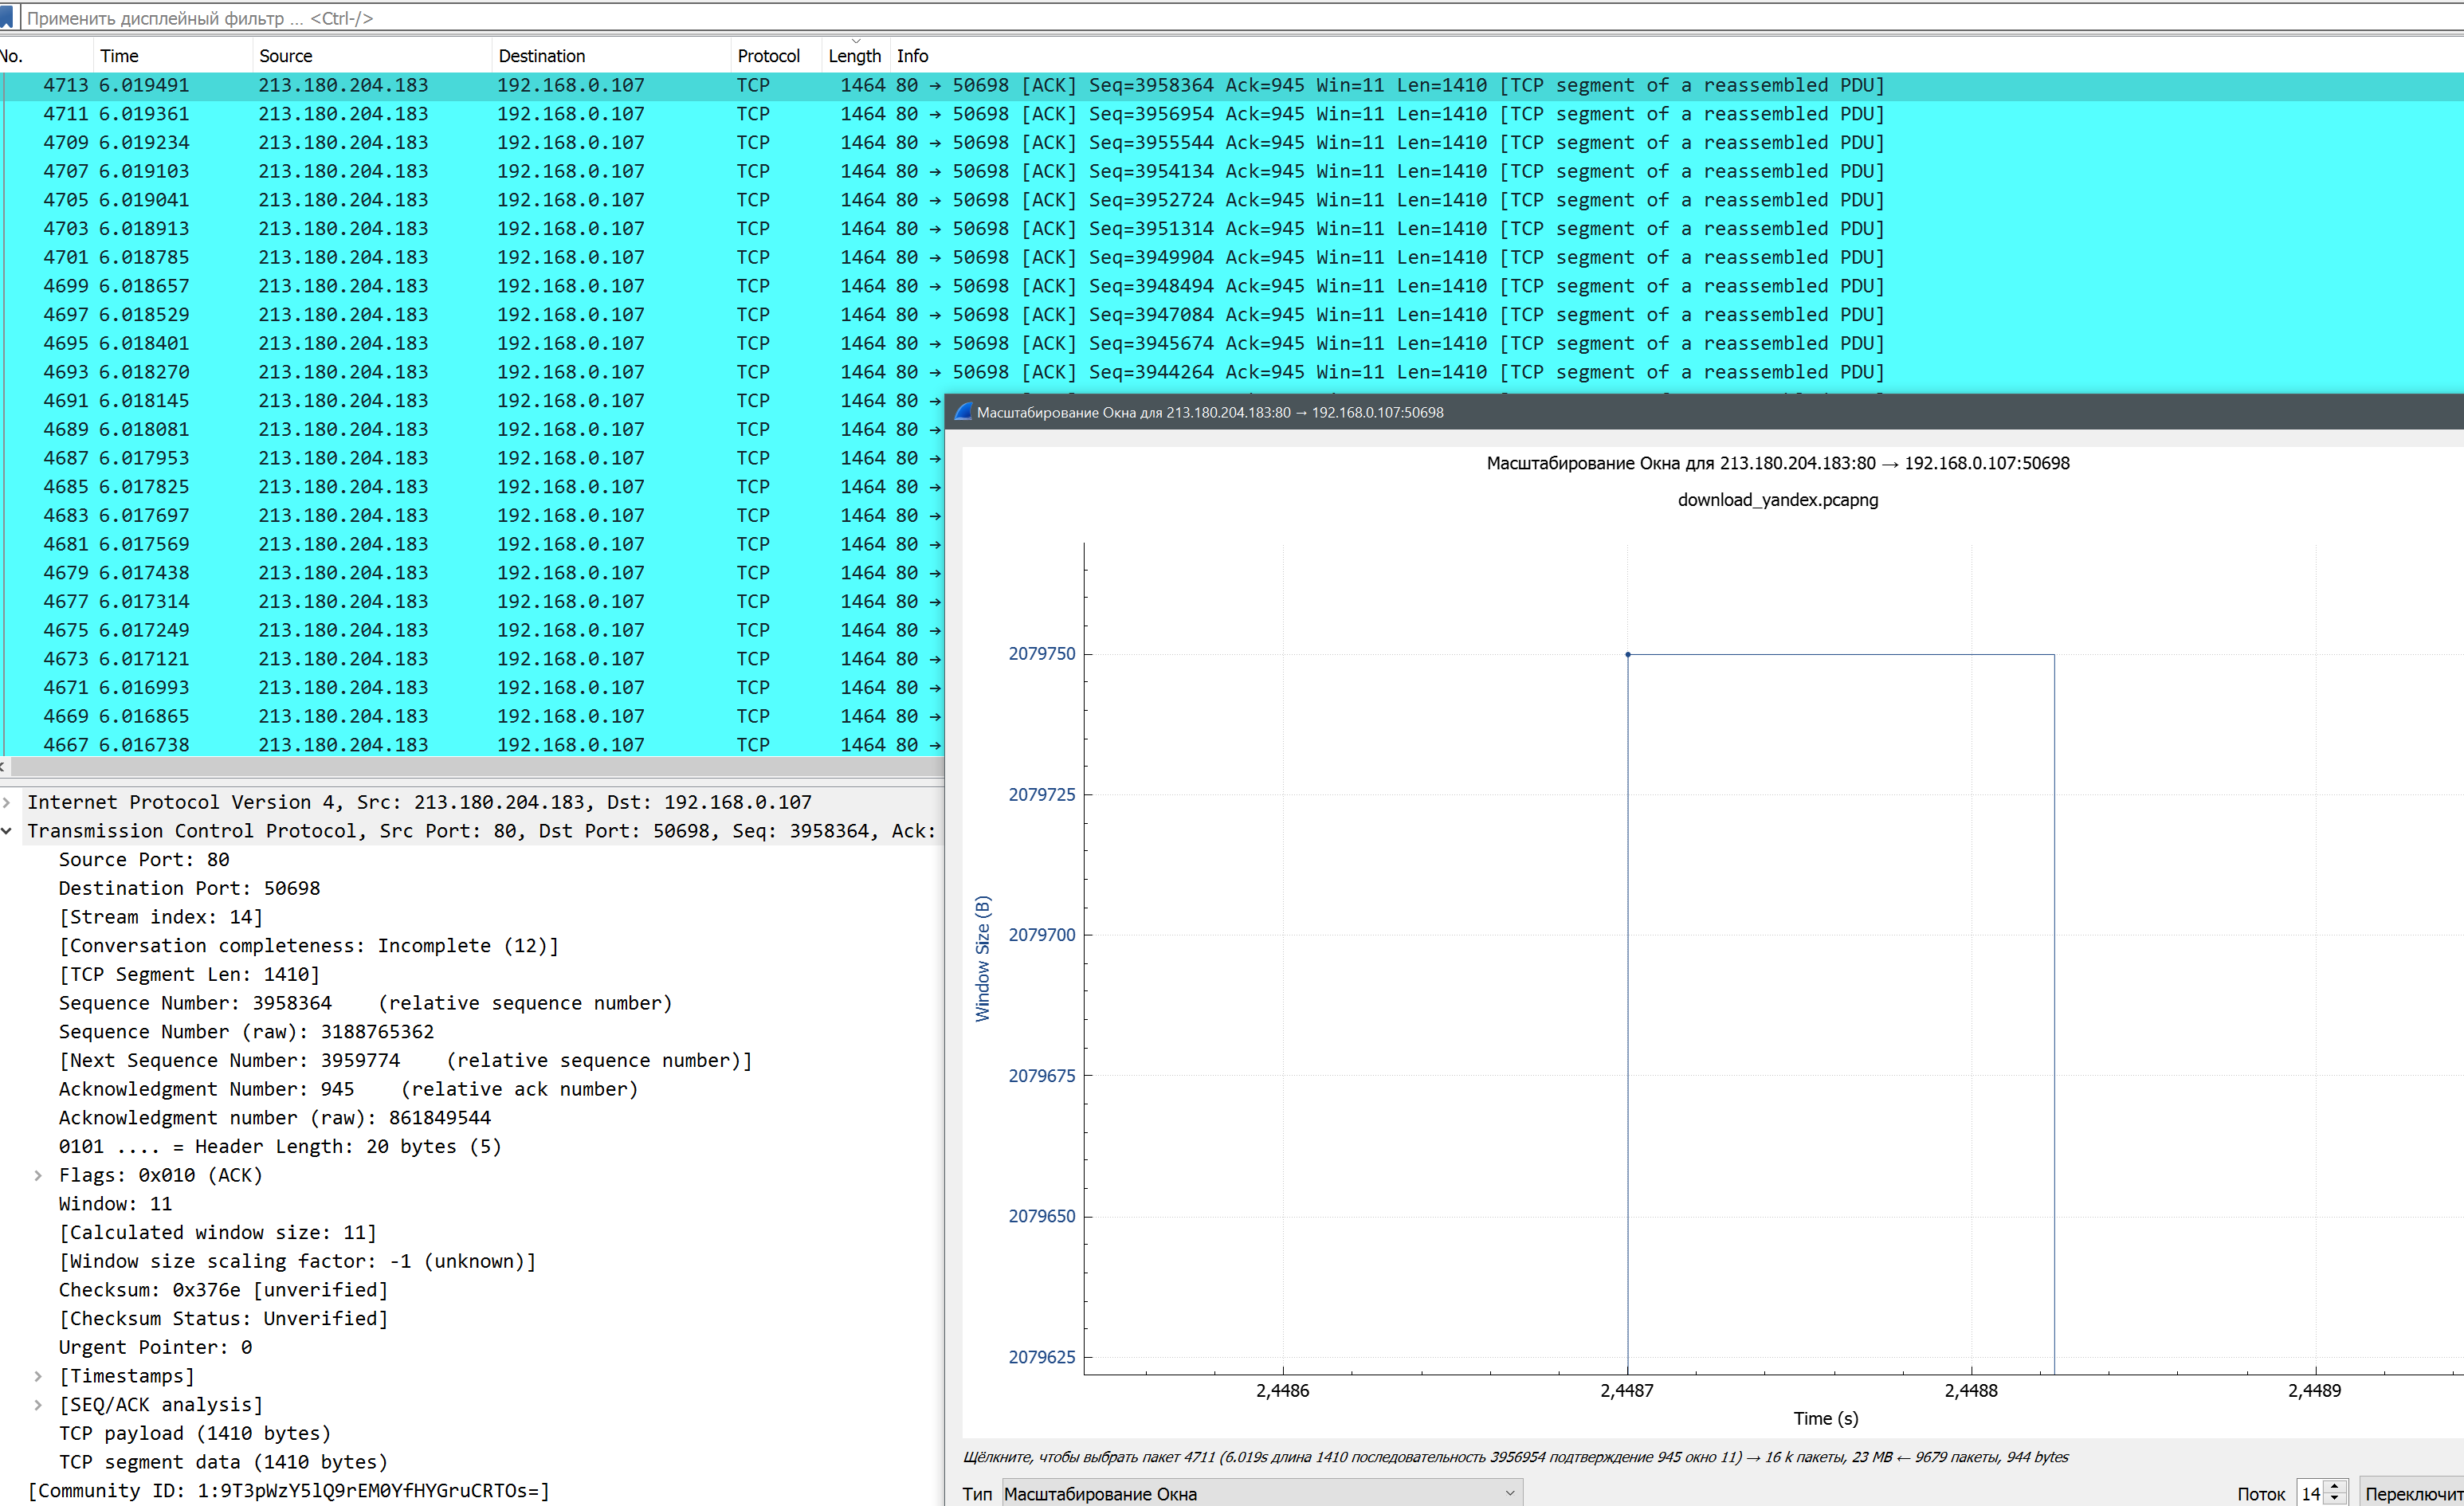 Применить дисплейный фильтр ... <Ctrl-/>
No. Time Source Destination Protocol Length Info
4713 6.019491 213.180.204.183 192.168.0.107 TCP 1464 80 → 50698 [ACK] Seq=3958364 Ack=945 Win=11 Len=1410 [TCP segment of a reassembled PDU]
4711 6.019361 213.180.204.183 192.168.0.107 TCP 1464 80 → 50698 [ACK] Seq=3956954 Ack=945 Win=11 Len=1410 [TCP segment of a reassembled PDU]
4709 6.019234 213.180.204.183 192.168.0.107 TCP 1464 80 → 50698 [ACK] Seq=3955544 Ack=945 Win=11 Len=1410 [TCP segment of a reassembled PDU]
4707 6.019103 213.180.204.183 192.168.0.107 TCP 1464 80 → 50698 [ACK] Seq=3954134 Ack=945 Win=11 Len=1410 [TCP segment of a reassembled PDU]
4705 6.019041 213.180.204.183 192.168.0.107 TCP 1464 80 → 50698 [ACK] Seq=3952724 Ack=945 Win=11 Len=1410 [TCP segment of a reassembled PDU]
4703 6.018913 213.180.204.183 192.168.0.107 TCP 1464 80 → 50698 [ACK] Seq=3951314 Ack=945 Win=11 Len=1410 [TCP segment of a reassembled PDU]
4701 6.018785 213.180.204.183 192.168.0.107 TCP 1464 80 → 50698 [ACK] Seq=3949904 Ack=945 Win=11 Len=1410 [TCP segment of a reassembled PDU]
4699 6.018657 213.180.204.183 192.168.0.107 TCP 1464 80 → 50698 [ACK] Seq=3948494 Ack=945 Win=11 Len=1410 [TCP segment of a reassembled PDU]
4697 6.018529 213.180.204.183 192.168.0.107 TCP 1464 80 → 50698 [ACK] Seq=3947084 Ack=945 Win=11 Len=1410 [TCP segment of a reassembled PDU]
4695 6.018401 213.180.204.183 192.168.0.107 TCP 1464 80 → 50698 [ACK] Seq=3945674 Ack=945 Win=11 Len=1410 [TCP segment of a reassembled PDU]
4693 6.018270 213.180.204.183 192.168.0.107 TCP 1464 80 → 50698 [ACK] Seq=3944264 Ack=945 Win=11 Len=1410 [TCP segment of a reassembled PDU]
4691 6.018145 213.180.204.183 192.168.0.107 TCP 1464 80 →
4689 6.018081 213.180.204.183 192.168.0.107 TCP 1464 80 →
4687 6.017953 213.180.204.183 192.168.0.107 TCP 1464 80 →
4685 6.017825 213.180.204.183 192.168.0.107 TCP 1464 80 →
4683 6.017697 213.180.204.183 192.168.0.107 TCP 1464 80 →
4681 6.017569 213.180.204.183 192.168.0.107 TCP 1464 80 →
4679 6.017438 213.180.204.183 192.168.0.107 TCP 1464 80 →
4677 6.017314 213.180.204.183 192.168.0.107 TCP 1464 80 →
4675 6.017249 213.180.204.183 192.168.0.107 TCP 1464 80 →
4673 6.017121 213.180.204.183 192.168.0.107 TCP 1464 80 →
4671 6.016993 213.180.204.183 192.168.0.107 TCP 1464 80 →
4669 6.016865 213.180.204.183 192.168.0.107 TCP 1464 80 →
4667 6.016738 213.180.204.183 192.168.0.107 TCP 1464 80 →
Internet Protocol Version 4, Src: 213.180.204.183, Dst: 192.168.0.107
Transmission Control Protocol, Src Port: 80, Dst Port: 50698, Seq: 3958364, Ack:
Source Port: 80
Destination Port: 50698
[Stream index: 14]
[Conversation completeness: Incomplete (12)]
[TCP Segment Len: 1410]
Sequence Number: 3958364 (relative sequence number)
Sequence Number (raw): 3188765362
[Next Sequence Number: 3959774 (relative sequence number)]
Acknowledgment Number: 945 (relative ack number)
Acknowledgment number (raw): 861849544
0101 .... = Header Length: 20 bytes (5)
Flags: 0x010 (ACK)
Window: 11
[Calculated window size: 11]
[Window size scaling factor: -1 (unknown)]
Checksum: 0x376e [unverified]
[Checksum Status: Unverified]
Urgent Pointer: 0
[Timestamps]
[SEQ/ACK analysis]
TCP payload (1410 bytes)
TCP segment data (1410 bytes)
[Community ID: 1:9T3pWzY5lQ9rEM0YfHYGruCRTOs=]
Масштабирование Окна для 213.180.204.183:80 → 192.168.0.107:50698
Масштабирование Окна для 213.180.204.183:80 → 192.168.0.107:50698
download_yandex.pcapng
Window Size (B)
2079750
2079725
2079700
2079675
2079650
2079625
2,4486 2,4487 2,4488 2,4489
Time (s)
Щёлкните, чтобы выбрать пакет 4711 (6.019s длина 1410 последовательность 3956954 подтверждение 945 окно 11) → 16 k пакеты, 23 MB ← 9679 пакеты, 944 bytes
Тип Масштабирование Окна Поток 14 Переключит